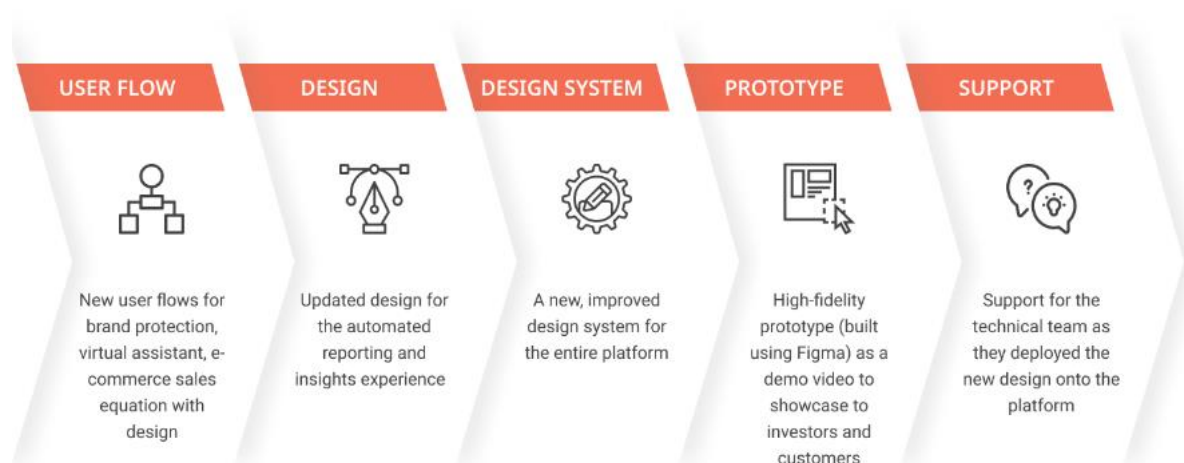 USER FLOW
New user flows for
brand protection,
virtual assistant, e-
commerce sales
equation with
design
DESIGN
Updated design for
the automated
reporting and
insights experience
DESIGN SYSTEM
A new, improved
design system for
the entire platform
PROTOTYPE
High-fidelity
prototype (built
using Figma) as a
demo video to
showcase to
investors and
customers
SUPPORT
?
Support for the
technical team as
they deployed the
new design onto the
platform